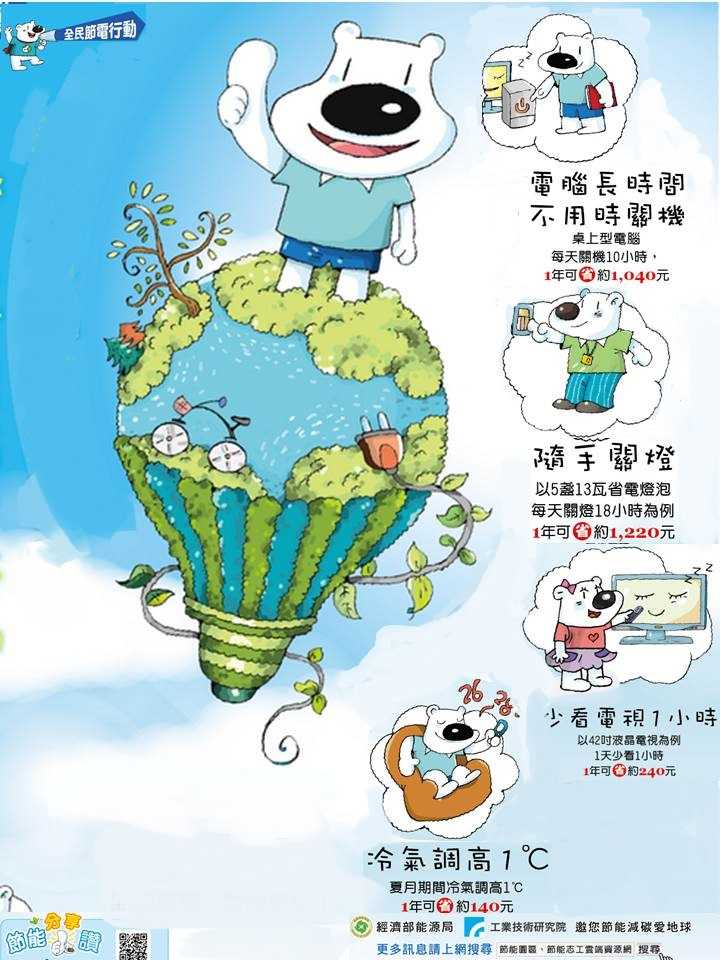 全民節電行動
電腦長時間
不用時關機
桌上型電腦
每天關機10小時，
1年可省約1,040元
隨手關燈
以5盞13瓦省電燈泡
每天關燈18小時為例
1年可省約1,220元
zZZ
少看電視1小時
以42吋液晶電視為例
1天少看1小時
1年可省約240元
26
冷氣調高1℃
夏月期間冷氣調高1℃
1年可省約140元
分享
節能讚
經濟部能源局 工業技術研究院 邀您節能減碳愛地球
更多訊息請上網搜尋 節能園區、節能志工雲端資源網 搜尋